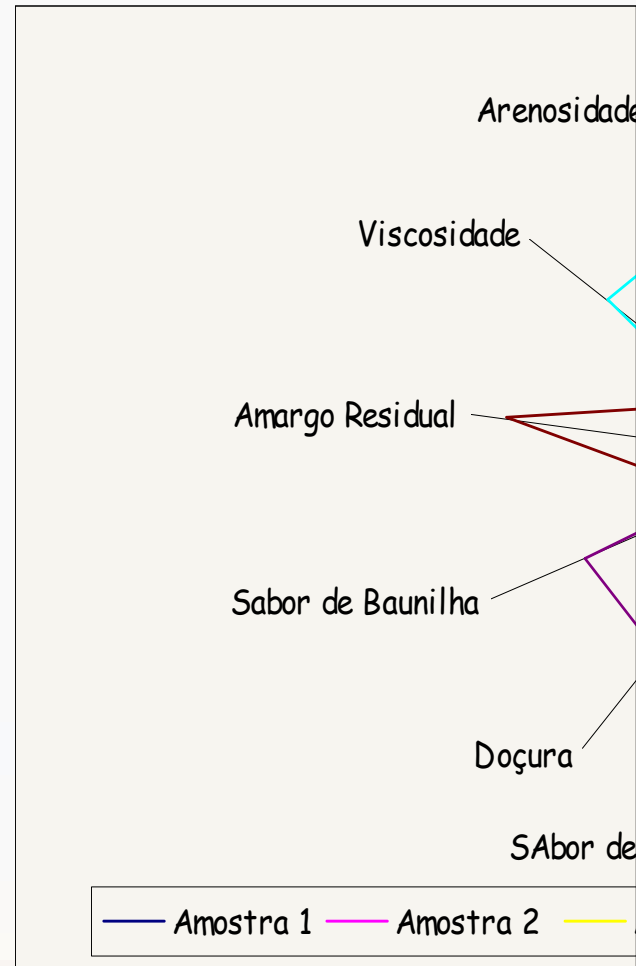 Arenosidade
Viscosidade
Amargo Residual
Sabor de Baunilha
Doçura
SAbor de
Amostra 1 Amostra 2